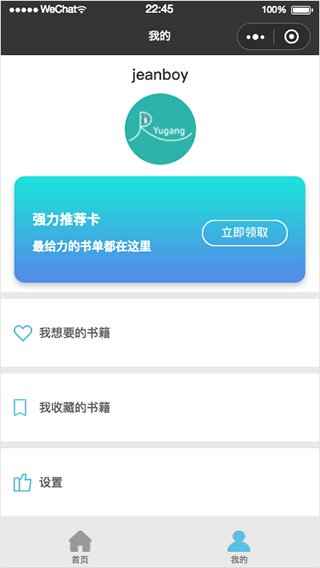 ●●●●● WeChat 22:45 100%
我的
jeanboy
Yugang
强力推荐卡
最给力的书单都在这里
立即领取
我想要的书籍
我收藏的书籍
设置
首页 我的